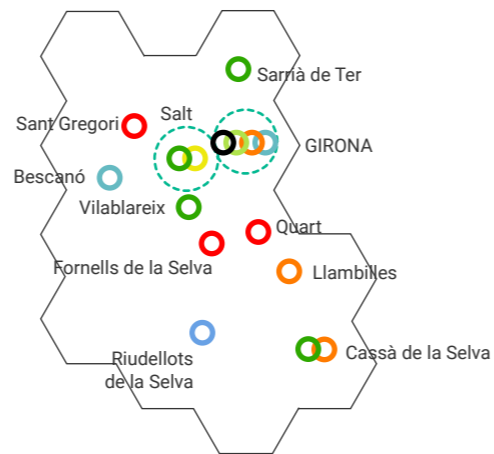 Sarrià de Ter
Salt
Sant Gregori
GIRONA
Bescanó
Vilablareix
Quart
Fornells de la Selva
Llambilles
Riudellots
de la Selva
Cassà de la Selva